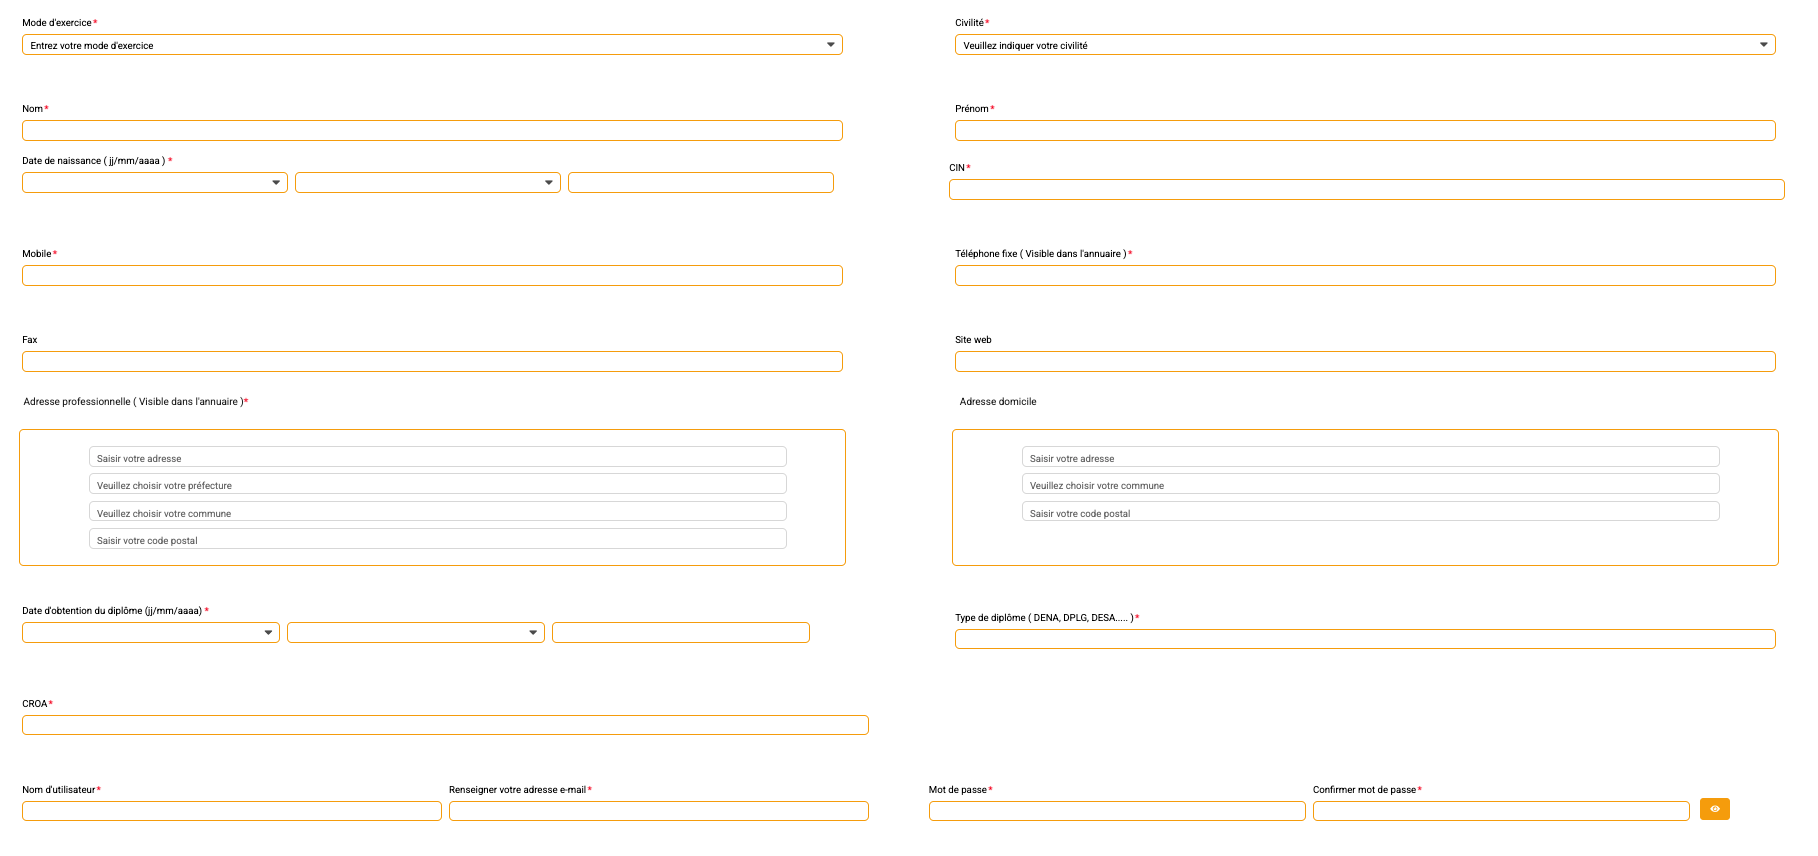 Mode d'exercice*
Civilité*
Entrez votre mode d'exercice
Veuillez indiquer votre civilité
Nom*
Prénom*
Date de naissance ( jj/mm/aaaa ) *
CIN*
Mobile*
Téléphone fixe ( Visible dans l'annuaire )*
Fax
Site web
Adresse professionnelle ( Visible dans l'annuaire )*
Adresse domicile
Saisir votre adresse
Veuillez choisir votre préfecture
Veuillez choisir votre commune
Saisir votre code postal
Saisir votre adresse
Veuillez choisir votre commune
Saisir votre code postal
Date d'obtention du diplôme (jj/mm/aaaa) *
Type de diplôme ( DENA, DPLG, DESA..... )*
CROA*
Nom d'utilisateur*
Renseigner votre adresse e-mail*
Mot de passe*
Confirmer mot de passe*